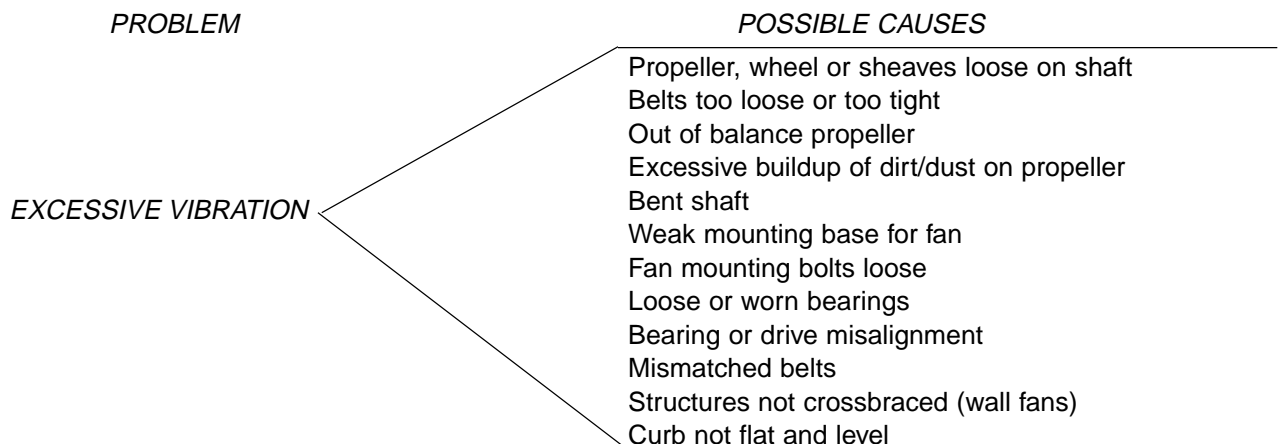 PROBLEM
POSSIBLE CAUSES
EXCESSIVE VIBRATION
Propeller, wheel or sheaves loose on shaft
Belts too loose or too tight
Out of balance propeller
Excessive buildup of dirt/dust on propeller
Bent shaft
Weak mounting base for fan
Fan mounting bolts loose
Loose or worn bearings
Bearing or drive misalignment
Mismatched belts
Structures not crossbraced (wall fans)
Curb not flat and level